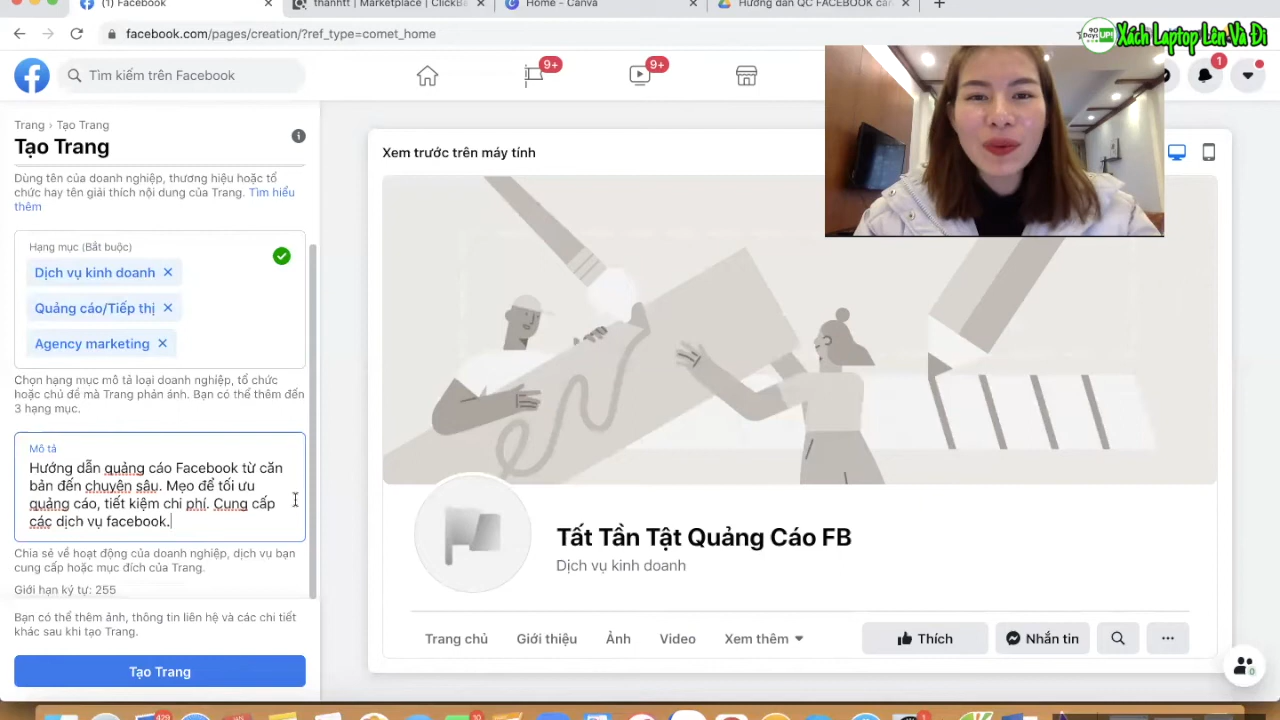 (1) Facebook
thanhtt | Marketplace | ClickB
Home - Canva
Hướng dẫn QC FACEBOOK căn
facebook.com/pages/creation/?ref_type=comet_home
90 Days UP!
Xách Laptop Lên Và Đi
Tìm kiếm trên Facebook
9+
9+
1
Trang › Tạo Trang
Tạo Trang
Dùng tên của doanh nghiệp, thương hiệu hoặc tổ
chức hay tên giải thích nội dung của Trang. Tìm hiểu
thêm
Hạng mục (Bắt buộc)
Dịch vụ kinh doanh
Quảng cáo/Tiếp thị
Agency marketing
Chọn hạng mục mô tả loại doanh nghiệp, tổ chức
hoặc chủ đề mà Trang phản ánh. Bạn có thể thêm đến
3 hạng mục.
Mô tả
Hướng dẫn quảng cáo Facebook từ căn
bản đến chuyên sâu. Mẹo để tối ưu
quảng cáo, tiết kiệm chi phí. Cung cấp
các dịch vụ facebook.
Chia sẻ về hoạt động của doanh nghiệp, dịch vụ bạn
cung cấp hoặc mục đích của Trang.
Giới hạn ký tự: 255
Bạn có thể thêm ảnh, thông tin liên hệ và các chi tiết
khác sau khi tạo Trang.
Tạo Trang
Xem trước trên máy tính
Tất Tần Tật Quảng Cáo FB
Dịch vụ kinh doanh
Trang chủ
Giới thiệu
Ảnh
Video
Xem thêm
Thích
Nhắn tin
0
429
10
1